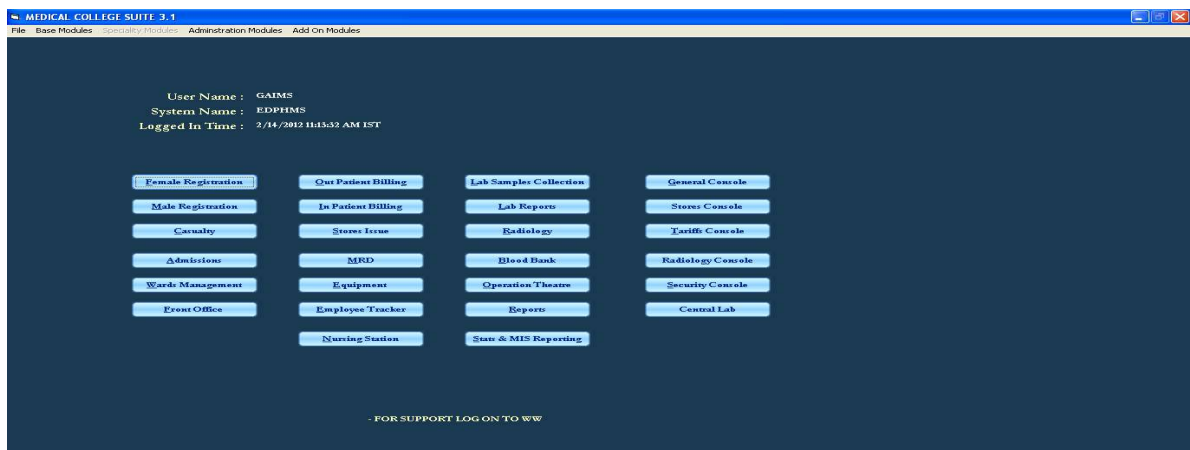 MEDICAL COLLEGE SUITE 3.1
File Base Modules Speciality Modules Adminstration Modules Add On Modules
User Name : GAIMS
System Name : EDPHMS
Logged In Time : 2/14/2012 11:13:32 AM IST
Female Registration Out Patient Billing Lab Samples Collection General Console
Male Registration In Patient Billing Lab Reports Stores Console
Casualty Stores Issue Radiology Tariffs Console
Admissions MRD Blood Bank Radiology Console
Wards Management Equipment Operation Theatre Security Console
Front Office Employee Tracker Reports Central Lab
Nursing Station Stats & MIS Reporting
- FOR SUPPORT LOG ON TO WW